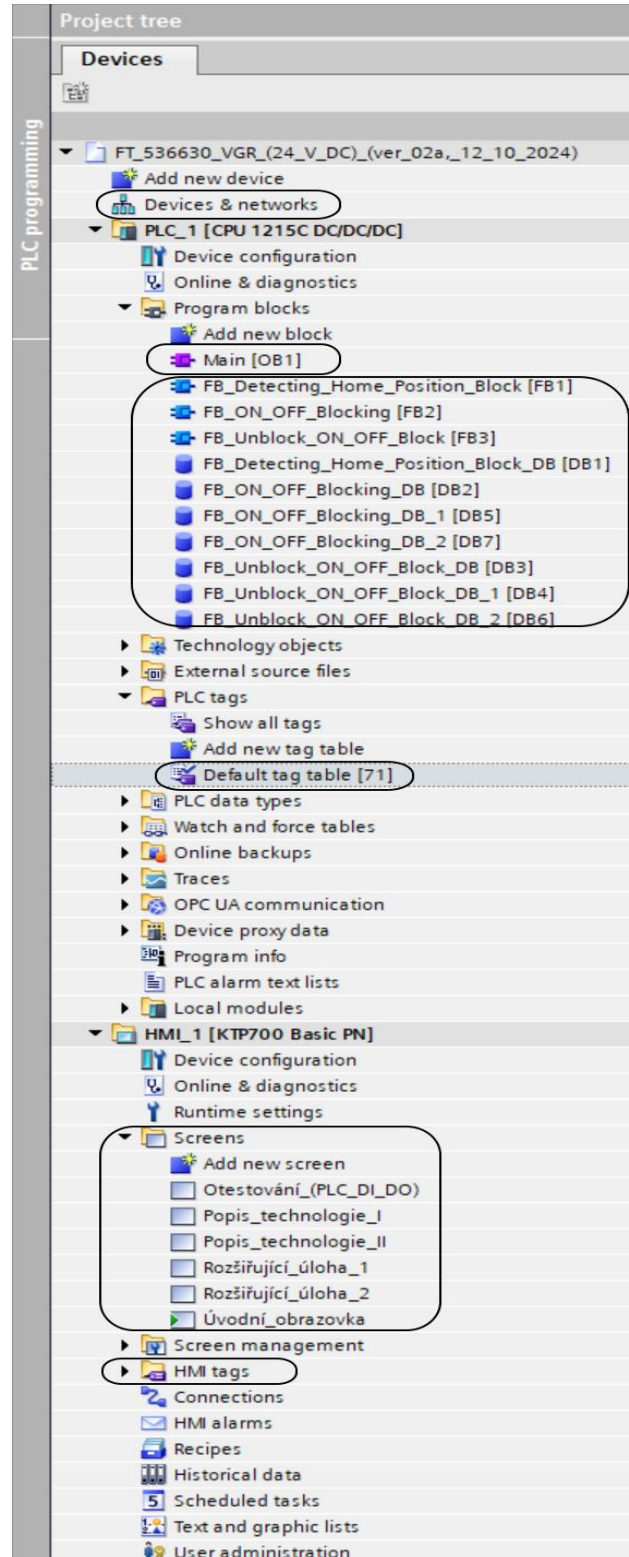 Project tree
Devices
PLC programming
FT_536630_VGR_(24_V_DC)_(ver_02a,_12_10_2024)
Add new device
Devices & networks
PLC_1 [CPU 1215C DC/DC/DC]
Device configuration
Online & diagnostics
Program blocks
Add new block
Main [OB1]
FB_Detecting_Home_Position_Block [FB1]
FB_ON_OFF_Blocking [FB2]
FB_Unblock_ON_OFF_Block [FB3]
FB_Detecting_Home_Position_Block_DB [DB1]
FB_ON_OFF_Blocking_DB [DB2]
FB_ON_OFF_Blocking_DB_1 [DB5]
FB_ON_OFF_Blocking_DB_2 [DB7]
FB_Unblock_ON_OFF_Block_DB [DB3]
FB_Unblock_ON_OFF_Block_DB_1 [DB4]
FB_Unblock_ON_OFF_Block_DB_2 [DB6]
Technology objects
External source files
PLC tags
Show all tags
Add new tag table
Default tag table [71]
PLC data types
Watch and force tables
Online backups
Traces
OPC UA communication
Device proxy data
Program info
PLC alarm text lists
Local modules
HMI_1 [KTP700 Basic PN]
Device configuration
Online & diagnostics
Runtime settings
Screens
Add new screen
Otestování_(PLC_DI_DO)
Popis_technologie_I
Popis_technologie_II
Rozšiřující_úloha_1
Rozšiřující_úloha_2
Úvodní_obrazovka
Screen management
HMI tags
Connections
HMI alarms
Recipes
Historical data
Scheduled tasks
Text and graphic lists
User administration